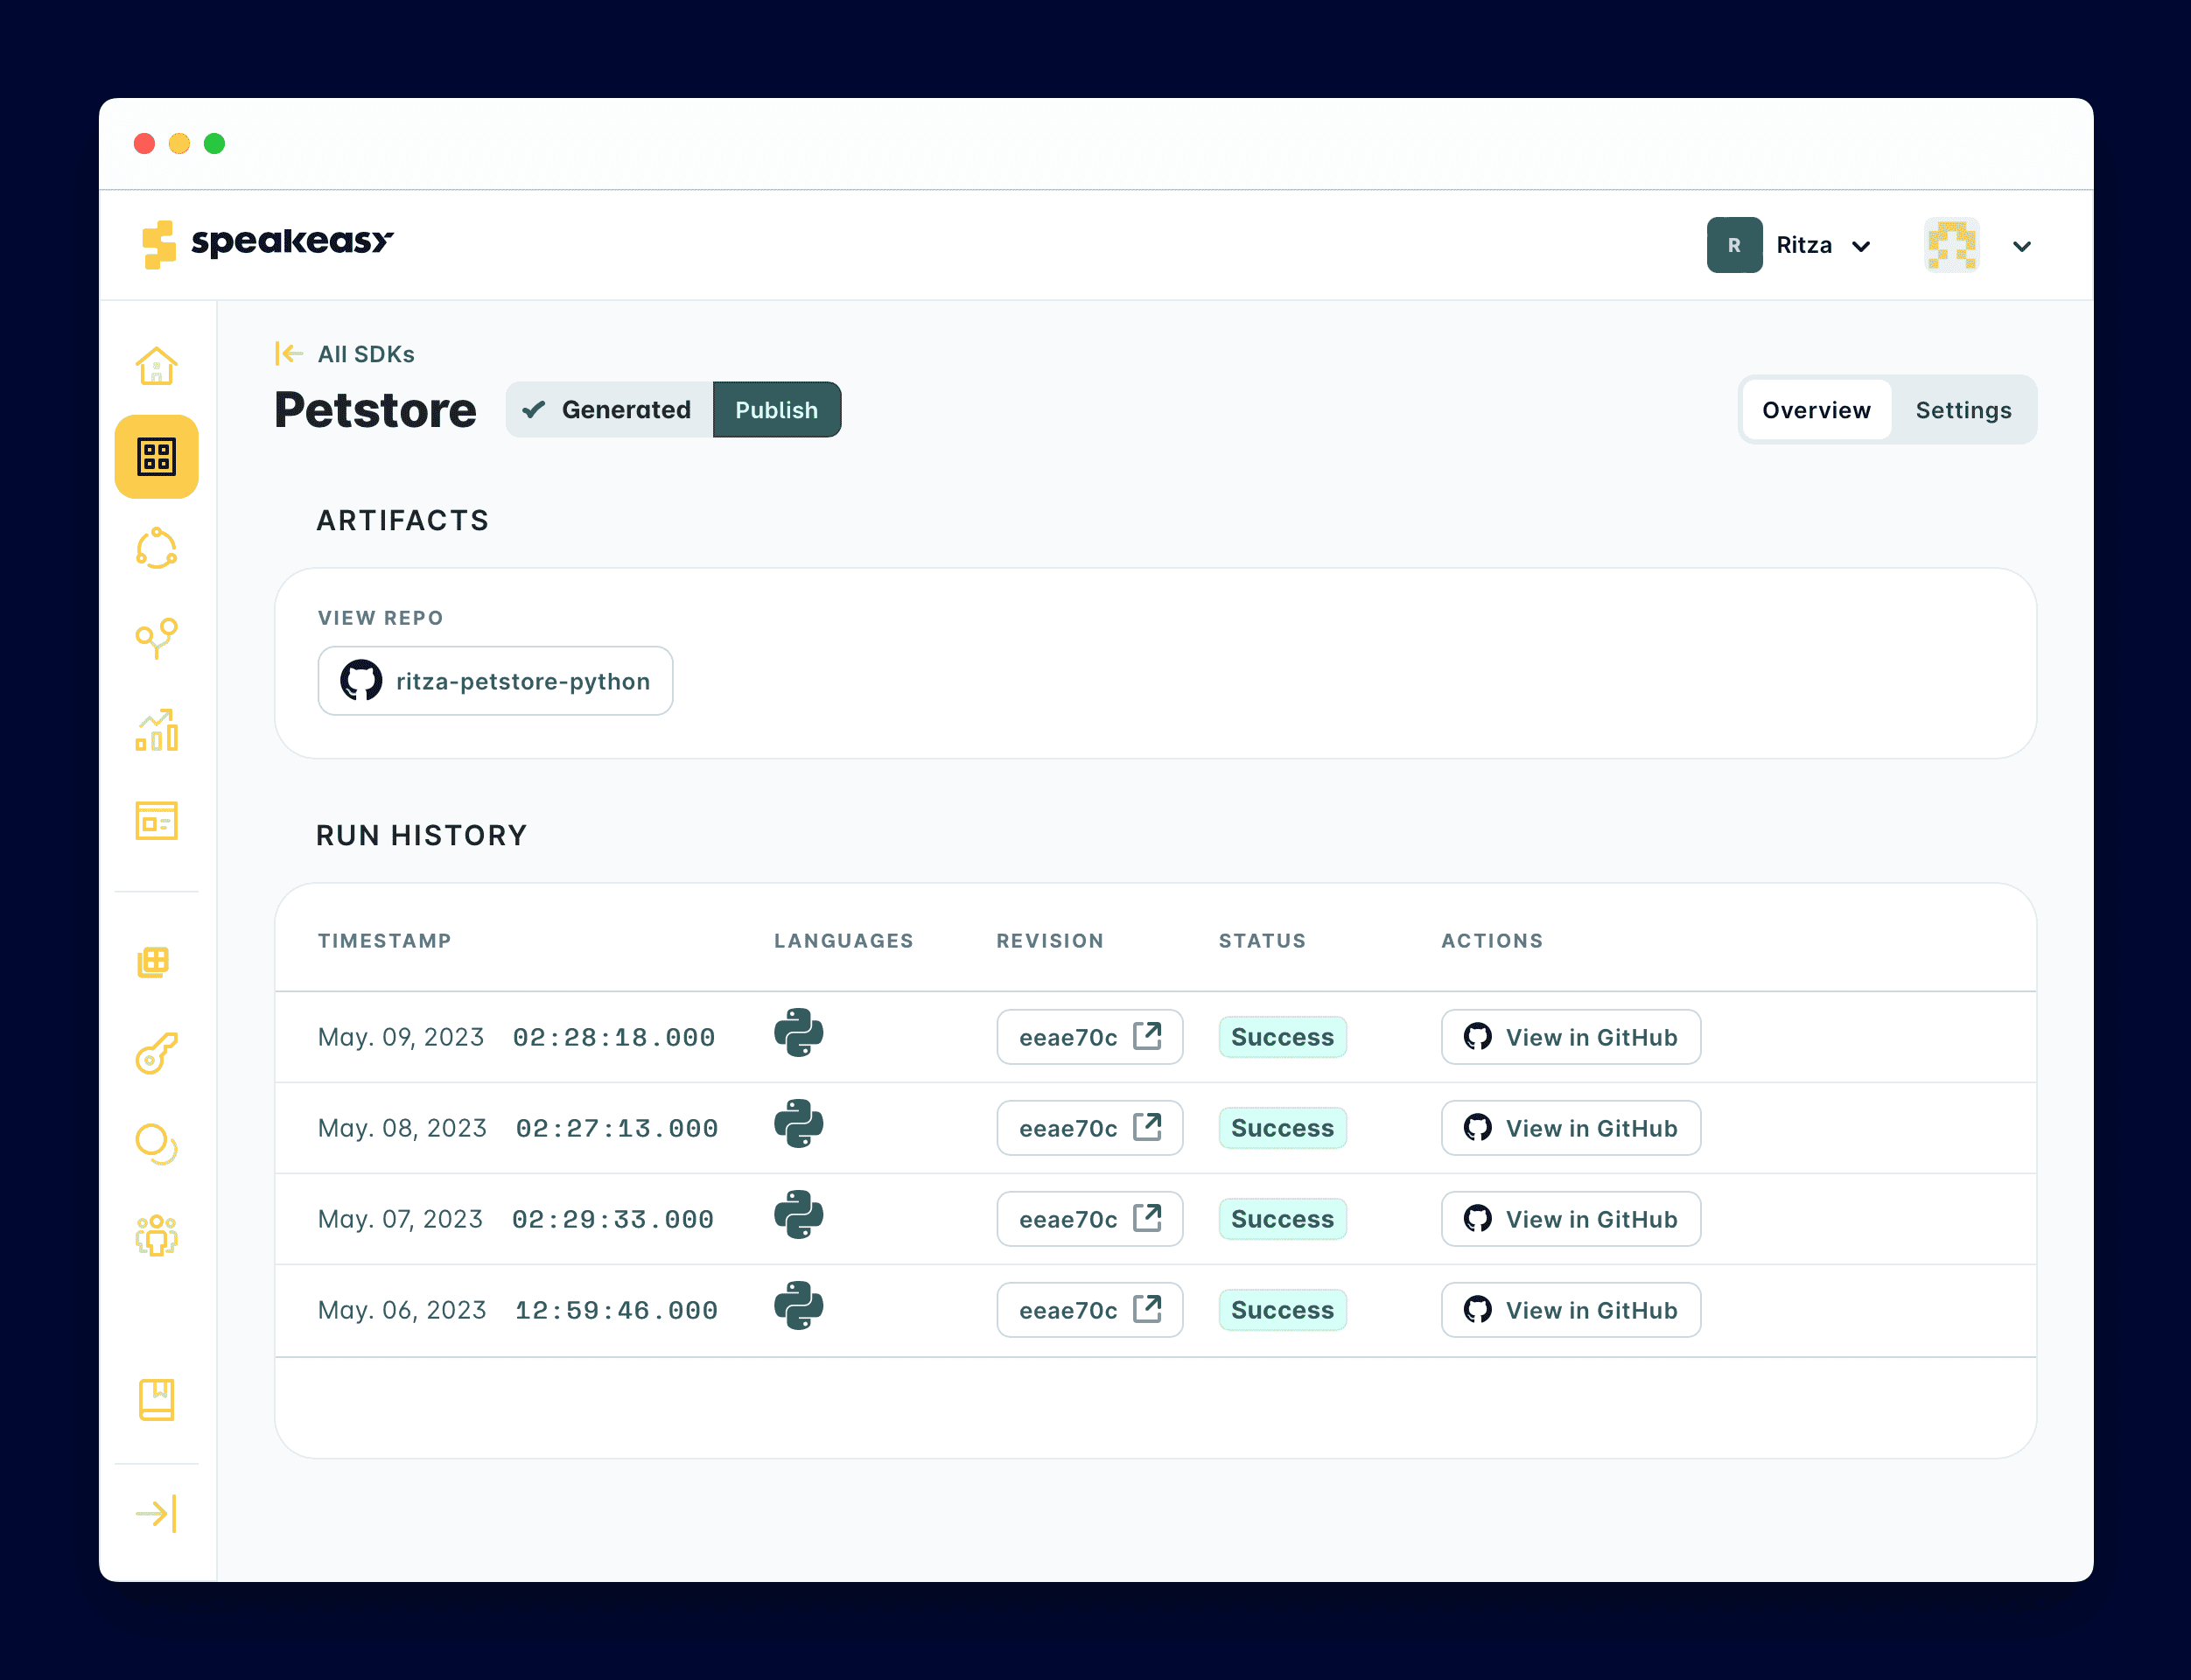 speakeasy
R Ritza
All SDKs
Petstore Generated Publish Overview Settings
ARTIFACTS
VIEW REPO
ritza-petstore-python
RUN HISTORY
TIMESTAMP LANGUAGES REVISION STATUS ACTIONS
May. 09, 2023 02:28:18.000 eeae70c Success View in GitHub
May. 08, 2023 02:27:13.000 eeae70c Success View in GitHub
May. 07, 2023 02:29:33.000 eeae70c Success View in GitHub
May. 06, 2023 12:59:46.000 eeae70c Success View in GitHub